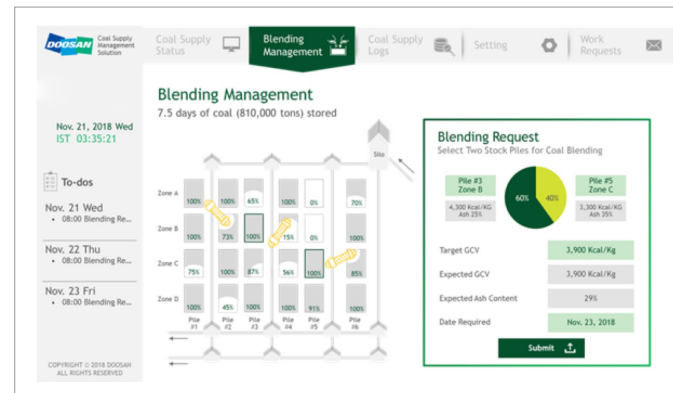 DOOSAN
Coal Supply
Management
Solution
Coal Supply
Status
Blending
Management
Coal Supply
Logs
Setting
Work
Requests
Nov. 21, 2018 Wed
IST 03:35:21
To-dos
Nov. 21 Wed
• 08:00 Blending Re...
Nov. 22 Thu
• 08:00 Blending Re...
Nov. 23 Fri
• 08:00 Blending Re...
COPYRIGHT © 2018 DOOSAN
ALL RIGHTS RESERVED
Blending Management
7.5 days of coal (810,000 tons) stored
Silo
Zone A
100% 100% 65% 100% 0% 70%
Zone B
100% 73% 100% 15% 0% 100%
Zone C
75% 100% 87% 56% 100% 85%
Zone D
100% 45% 100% 100% 91% 100%
Pile #1
Pile #2
Pile #3
Pile #4
Pile #5
Pile #6
Blending Request
Select Two Stock Piles for Coal Blending
Pile #3
Zone B
4,300 Kcal/KG
Ash 25%
60%
40%
Pile #5
Zone C
3,300 Kcal/KG
Ash 35%
Target GCV 3,900 Kcal/Kg
Expected GCV 3,900 Kcal/Kg
Expected Ash Content 29%
Date Required Nov. 23, 2018
Submit